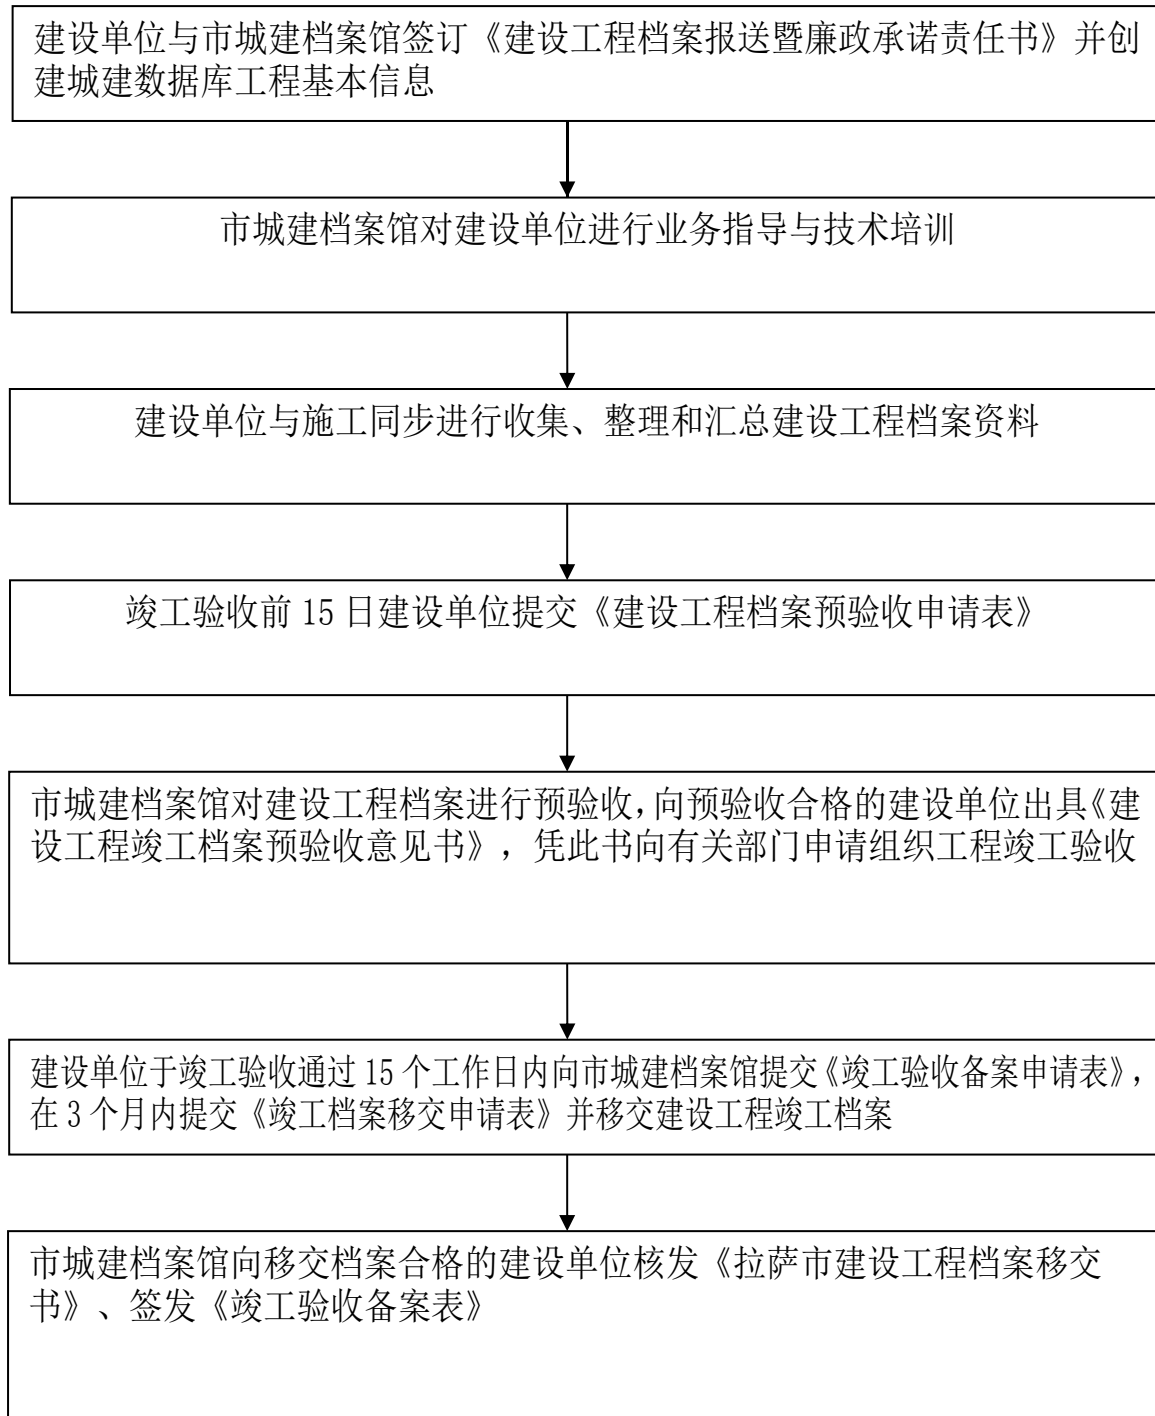 建设单位与市城建档案馆签订《建设工程档案报送暨廉政承诺责任书》并创
建城建数据库工程基本信息
市城建档案馆对建设单位进行业务指导与技术培训
建设单位与施工同步进行收集、整理和汇总建设工程档案资料
竣工验收前 15 日建设单位提交《建设工程档案预验收申请表》
市城建档案馆对建设工程档案进行预验收，向预验收合格的建设单位出具《建
设工程竣工档案预验收意见书》，凭此书向有关部门申请组织工程竣工验收
建设单位于竣工验收通过 15 个工作日内向市城建档案馆提交《竣工验收备案申请表》，
在 3 个月内提交《竣工档案移交申请表》并移交建设工程竣工档案
市城建档案馆向移交档案合格的建设单位核发《拉萨市建设工程档案移交
书》、签发《竣工验收备案表》